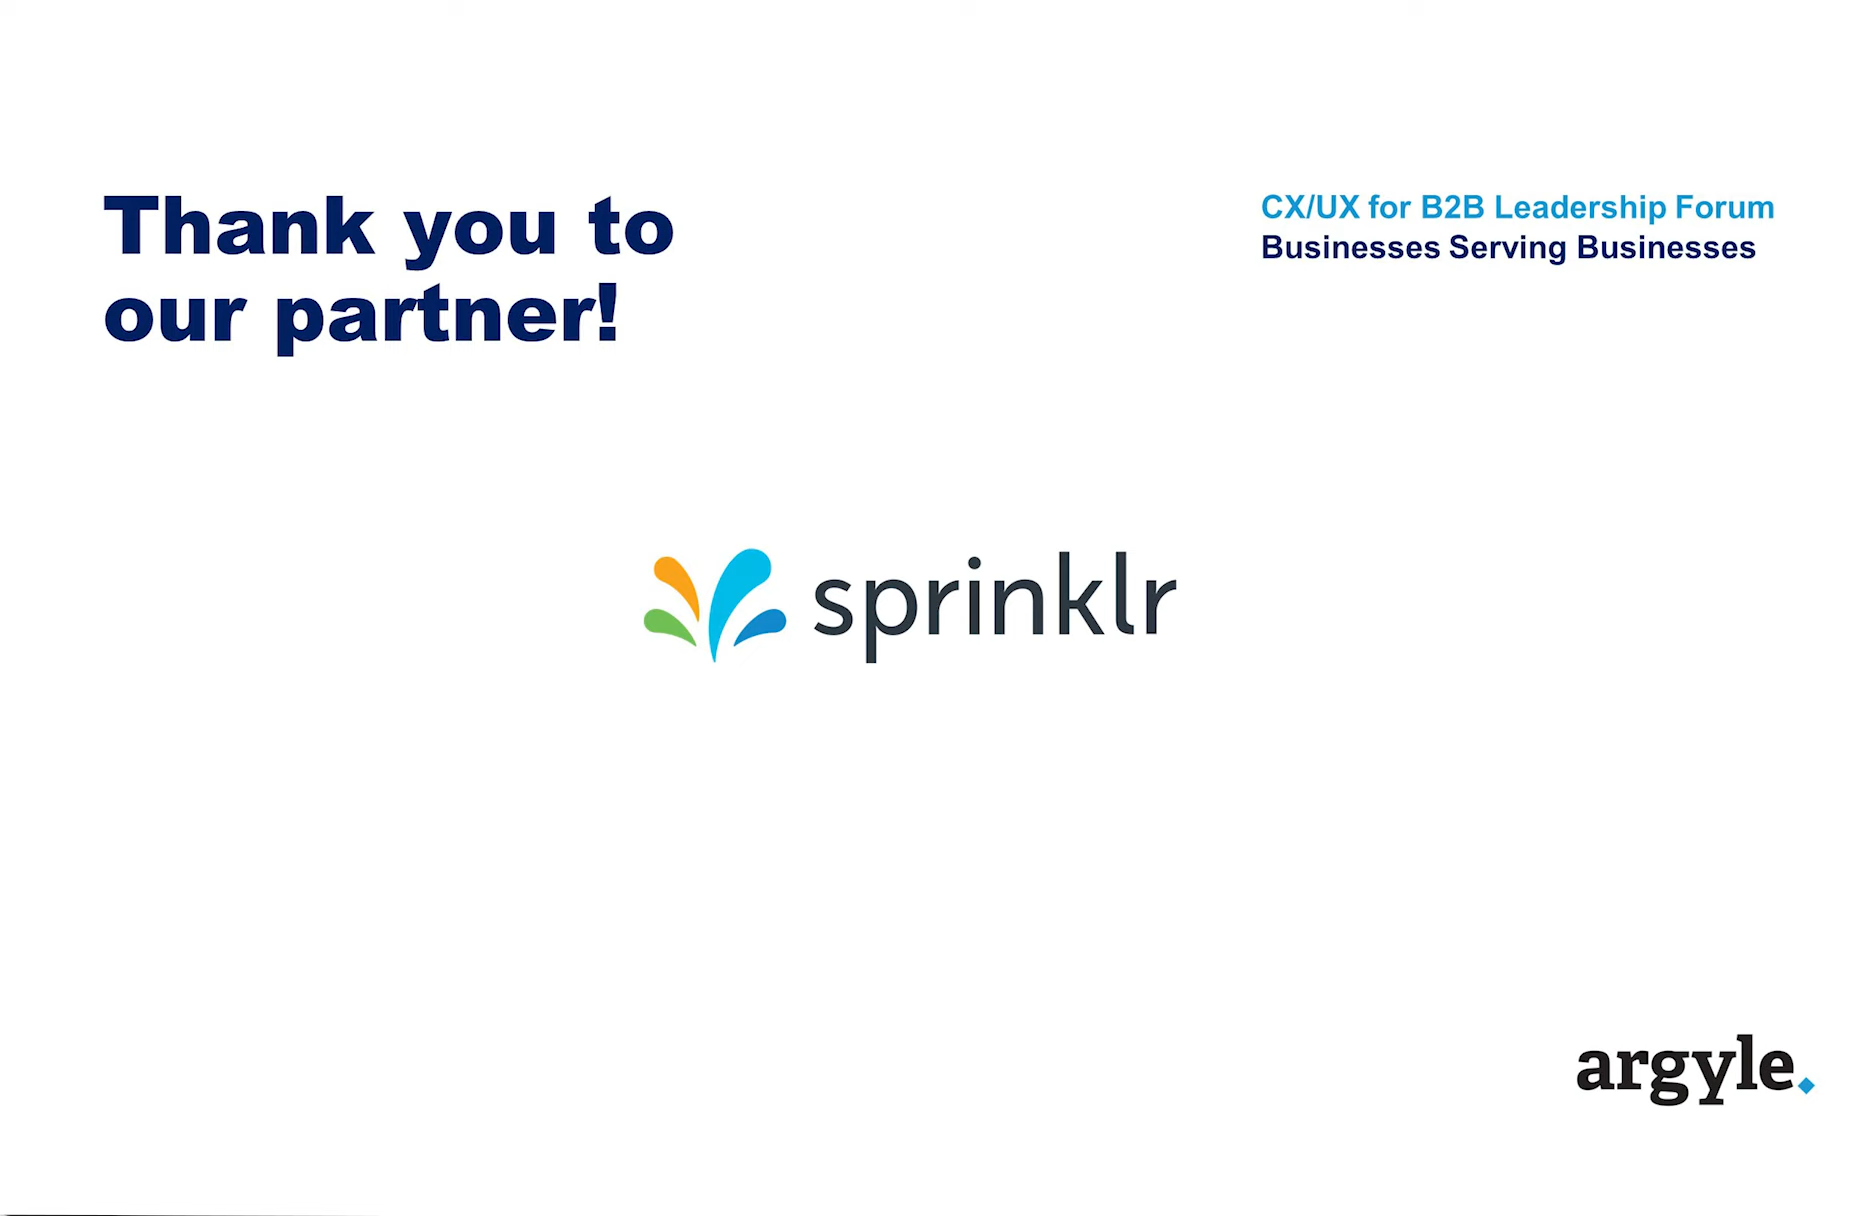 Thank you to
our partner!
CX/UX for B2B Leadership Forum
Businesses Serving Businesses
sprinklr
argyle.